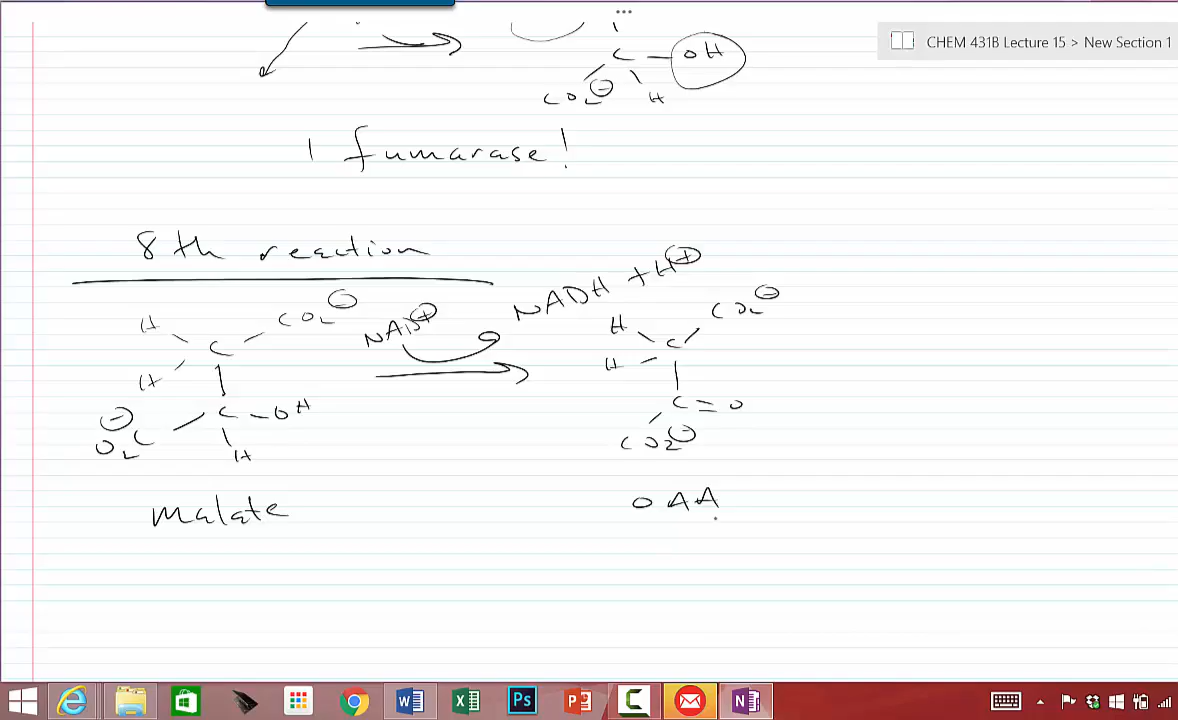 CHEM 431B Lecture 15 > New Section 1
C OH
CO2⊖ H
1 fumarase!
8th reaction
NADH + H⊕
H CO2⊖ NAD⊕ H CO2⊖
C C
H H
⊖O2C C OH C=O
H CO2⊖
malate OAA